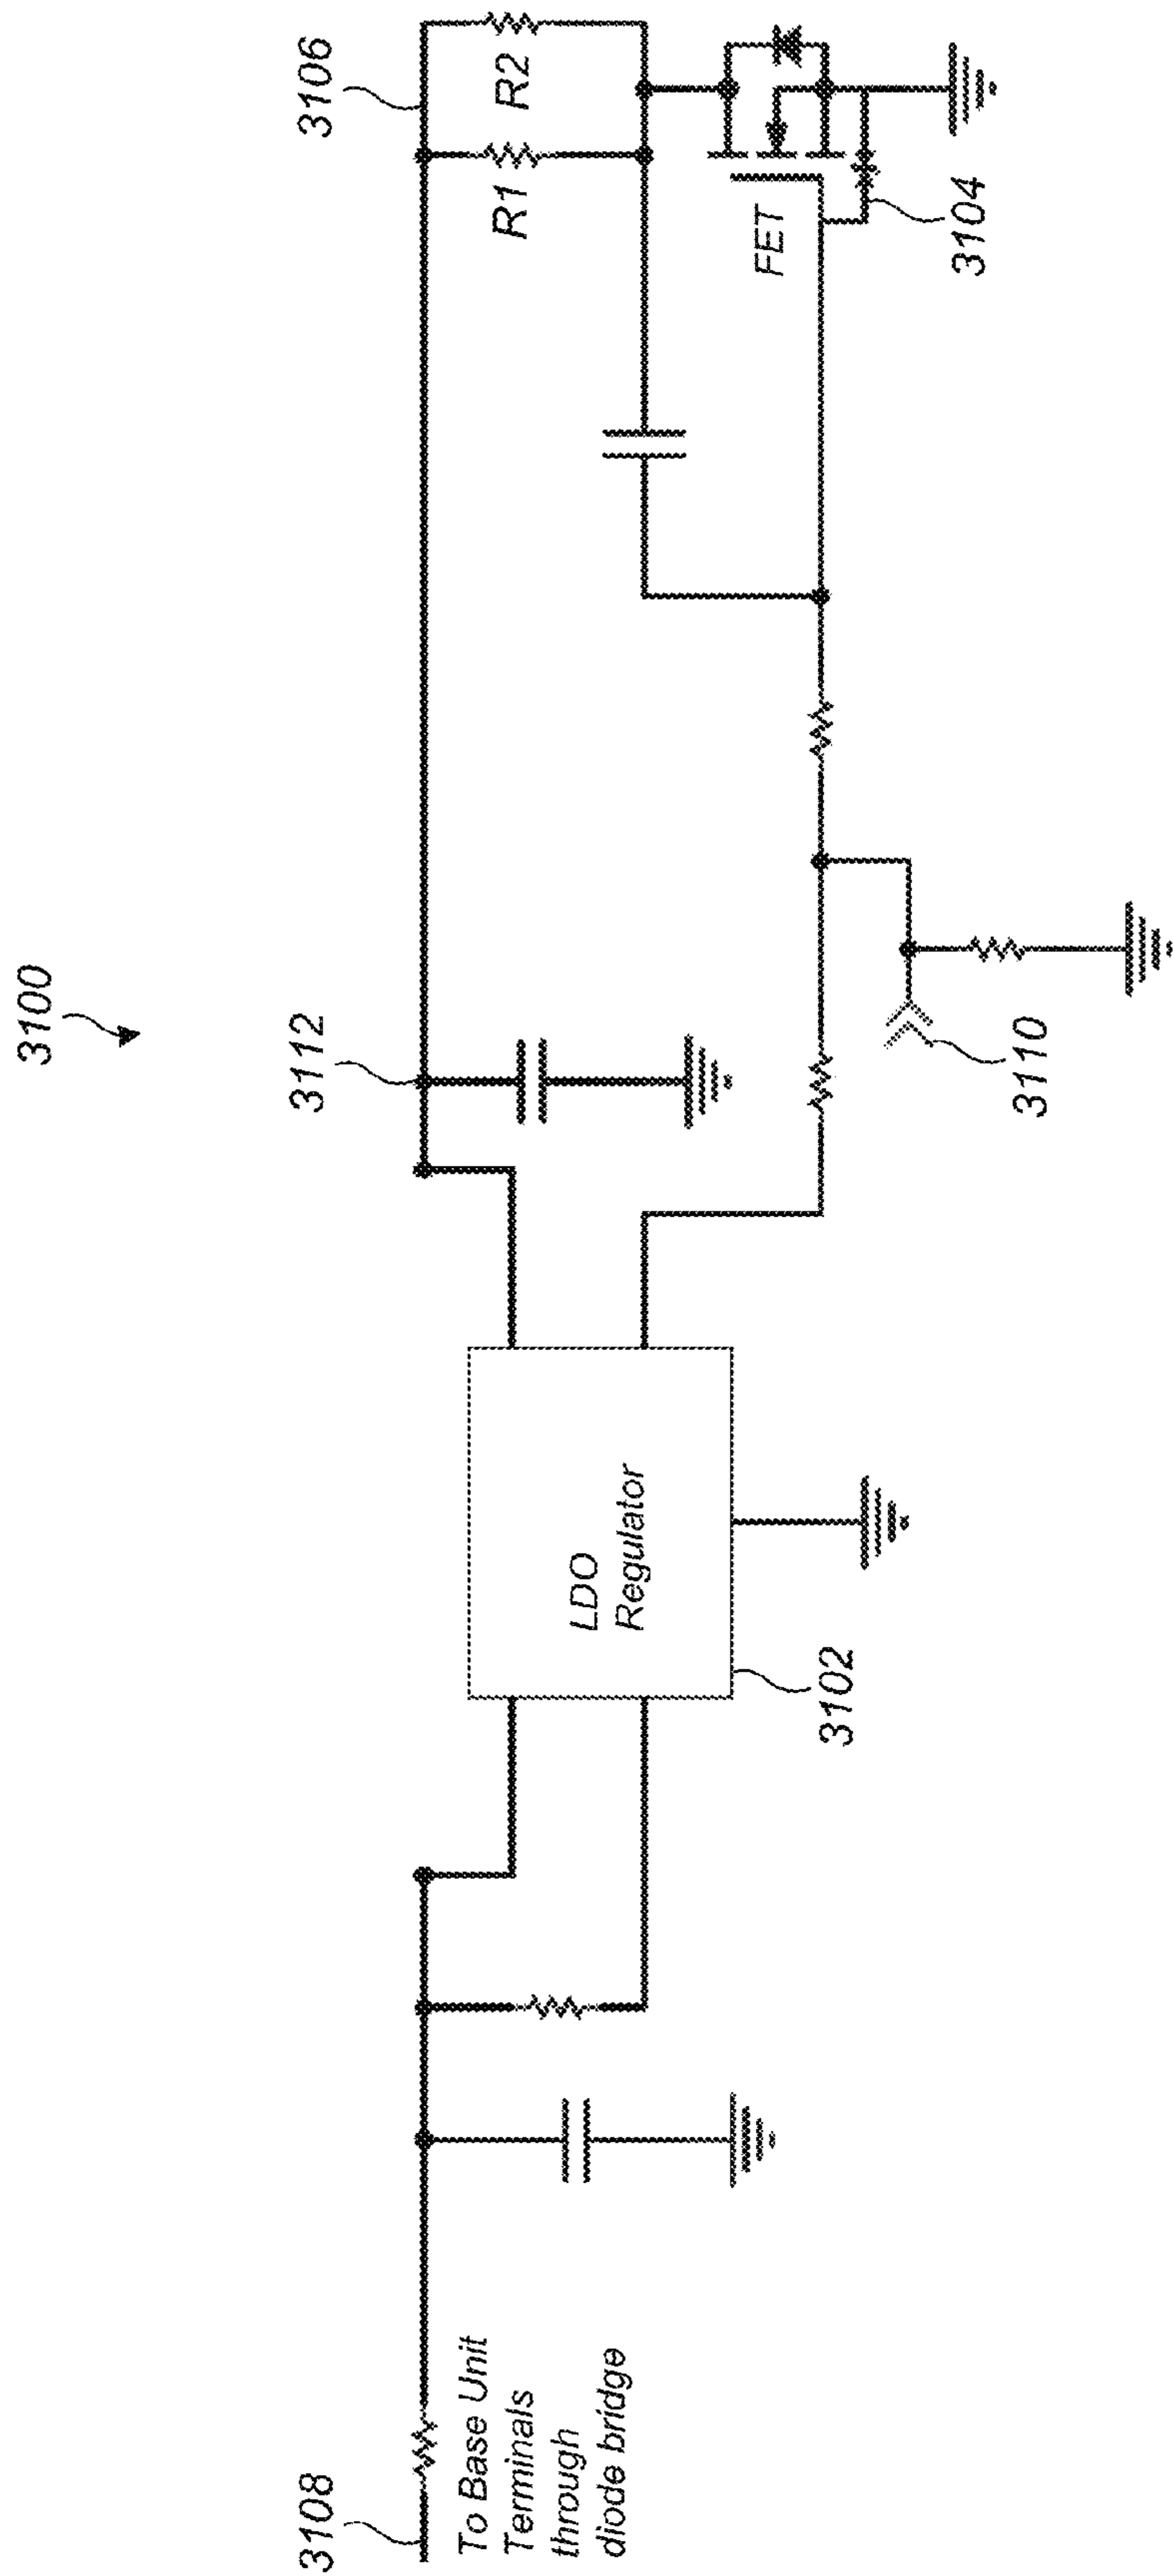 3100
3106
R1
R2
3112
FET
3104
3110
LDO
Regulator
3102
3108
To Base Unit
Terminals
through
diode bridge